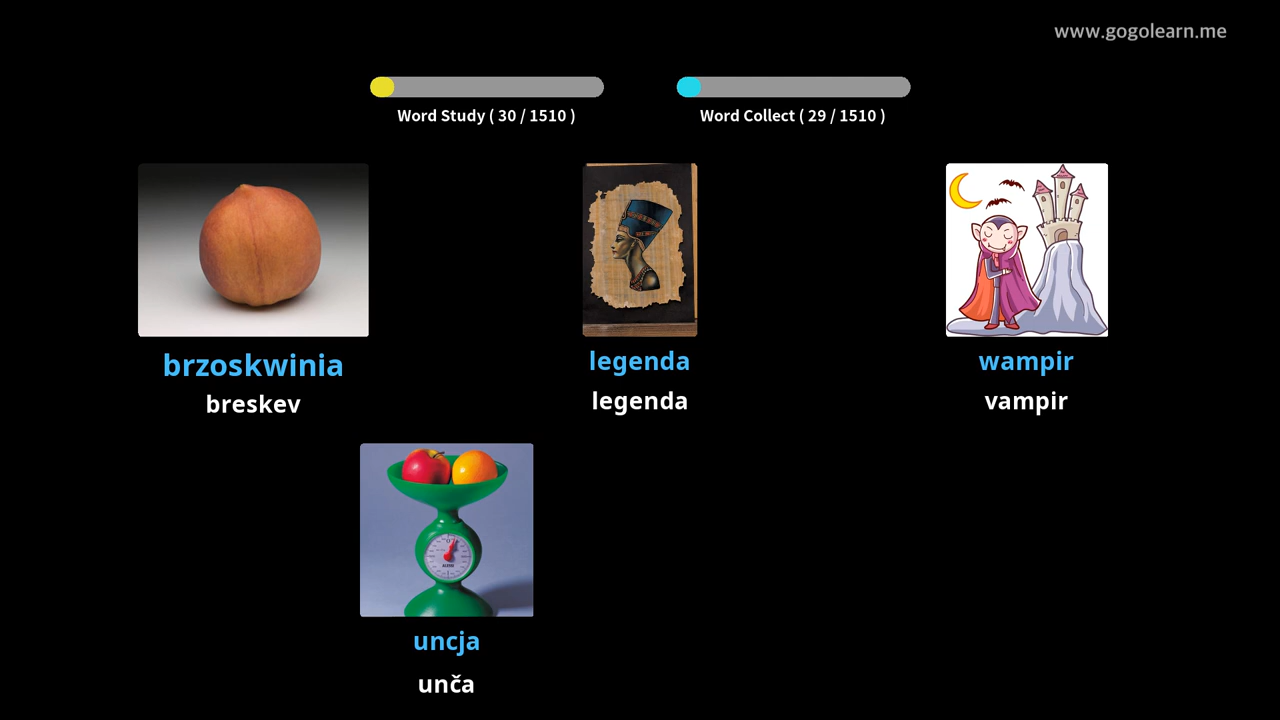 www.gogolearn.me
Word Study ( 30 / 1510 )
Word Collect ( 29 / 1510 )
brzoskwinia
breskev
legenda
legenda
wampir
vampir
uncja
unča